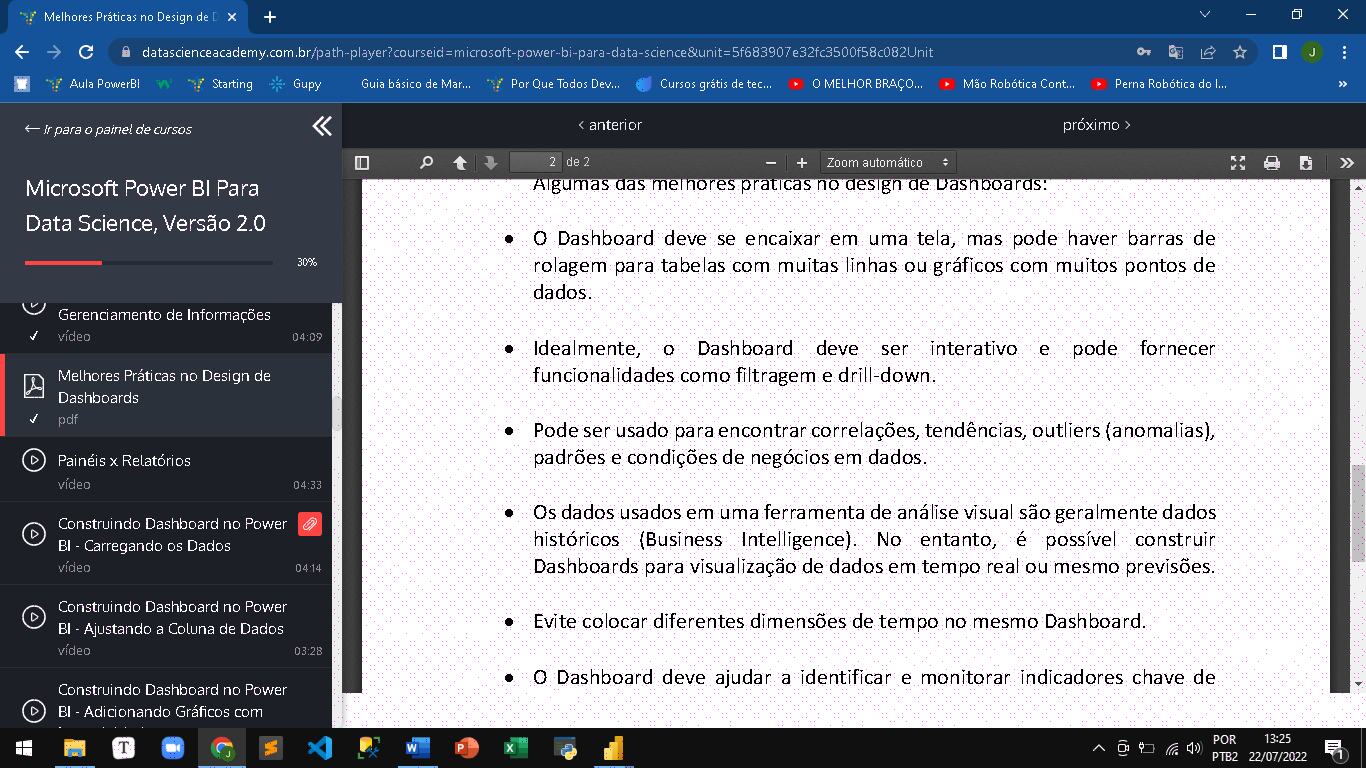 Melhores Práticas no Design de D
datascienceacademy.com.br/path-player?courseid=microsoft-power-bi-para-data-science&unit=5f683907e32fc3500f58c082Unit
J
Aula PowerBI
Starting
Gupy
Guia básico de Mar...
Por Que Todos Dev...
Cursos grátis de tec...
O MELHOR BRAÇO...
Mão Robótica Cont...
Perna Robótica do I...
Ir para o painel de cursos
Microsoft Power BI Para
Data Science, Versão 2.0
30%
Gerenciamento de Informações
vídeo 04:09
Melhores Práticas no Design de
Dashboards
pdf
Painéis x Relatórios
vídeo 04:33
Construindo Dashboard no Power
BI - Carregando os Dados
vídeo 04:14
Construindo Dashboard no Power
BI - Ajustando a Coluna de Dados
vídeo 03:28
Construindo Dashboard no Power
BI - Adicionando Gráficos com
< anterior
próximo >
2 de 2
Zoom automático
Algumas das melhores práticas no design de Dashboards:
• O Dashboard deve se encaixar em uma tela, mas pode haver barras de
rolagem para tabelas com muitas linhas ou gráficos com muitos pontos de
dados.
• Idealmente, o Dashboard deve ser interativo e pode fornecer
funcionalidades como filtragem e drill-down.
• Pode ser usado para encontrar correlações, tendências, outliers (anomalias),
padrões e condições de negócios em dados.
• Os dados usados em uma ferramenta de análise visual são geralmente dados
históricos (Business Intelligence). No entanto, é possível construir
Dashboards para visualização de dados em tempo real ou mesmo previsões.
• Evite colocar diferentes dimensões de tempo no mesmo Dashboard.
• O Dashboard deve ajudar a identificar e monitorar indicadores chave de
POR
PTB2
13:25
22/07/2022
1